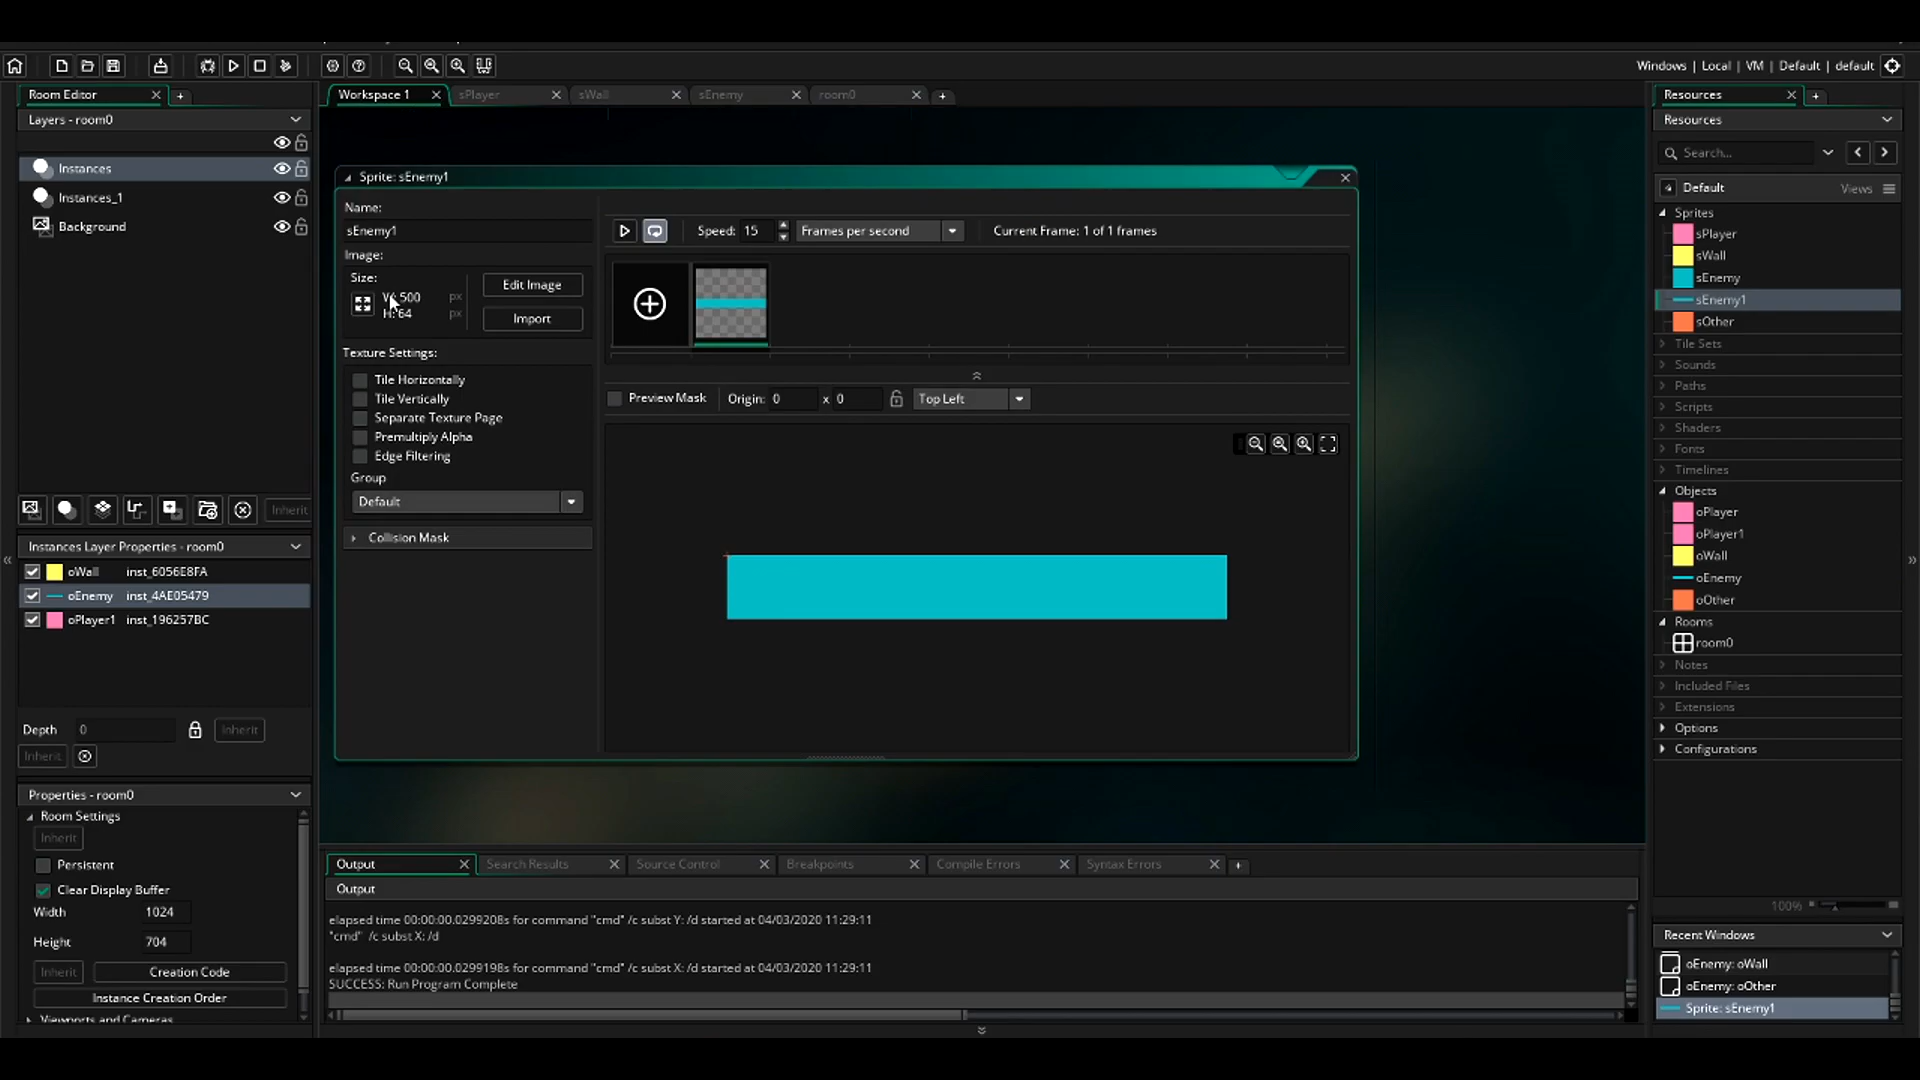 Windows | Local | VM | Default | default
Room Editor
Layers - room0
Instances
Instances_1
Background
Inherit
Instances Layer Properties - room0
oWall inst_6056E8FA
oEnemy inst_4AE05479
oPlayer1 inst_196257BC
Depth 0 Inherit
Inherit
Properties - room0
Room Settings
Inherit
Persistent
Clear Display Buffer
Width 1024
Height 704
Inherit Creation Code
Instance Creation Order
Viewports and Cameras
Workspace 1 sPlayer sWall sEnemy room0
Sprite: sEnemy1
Name:
sEnemy1
Image:
Size:
W: 500 px
H: 64 px
Edit Image
Import
Texture Settings:
Tile Horizontally
Tile Vertically
Separate Texture Page
Premultiply Alpha
Edge Filtering
Group
Default
Collision Mask
Speed: 15 Frames per second Current Frame: 1 of 1 frames
Preview Mask Origin: 0 x 0 Top Left
Output Search Results Source Control Breakpoints Compile Errors Syntax Errors
Output
elapsed time 00:00:00.0299208s for command "cmd" /c subst Y: /d started at 04/03/2020 11:29:11
"cmd" /c subst X: /d
elapsed time 00:00:00.0299198s for command "cmd" /c subst X: /d started at 04/03/2020 11:29:11
SUCCESS: Run Program Complete
Resources
Resources
Search...
Default Views
Sprites
sPlayer
sWall
sEnemy
sEnemy1
sOther
Tile Sets
Sounds
Paths
Scripts
Shaders
Fonts
Timelines
Objects
oPlayer
oPlayer1
oWall
oEnemy
oOther
Rooms
room0
Notes
Included Files
Extensions
Options
Configurations
100%
Recent Windows
oEnemy: oWall
oEnemy: oOther
Sprite: sEnemy1